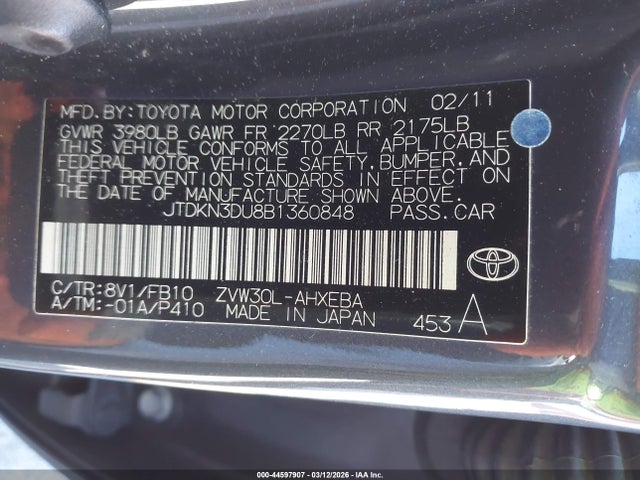 MFD.BY:TOYOTA MOTOR CORPORATION 02/11
GVWR 3980LB GAWR FR 2270LB RR 2175LB
THIS VEHICLE CONFORMS TO ALL APPLICABLE
FEDERAL MOTOR VEHICLE SAFETY, BUMPER, AND
THEFT PREVENTION STANDARDS IN EFFECT ON
THE DATE OF MANUFACTURE SHOWN ABOVE.
JTDKN3DU8B1360848 PASS.CAR
C/TR:8V1/FB10 ZVW30L-AHXEBA
A/TM:-01A/P410 MADE IN JAPAN 453 A
000-44597907 - 03/12/2026 - IAA Corp.